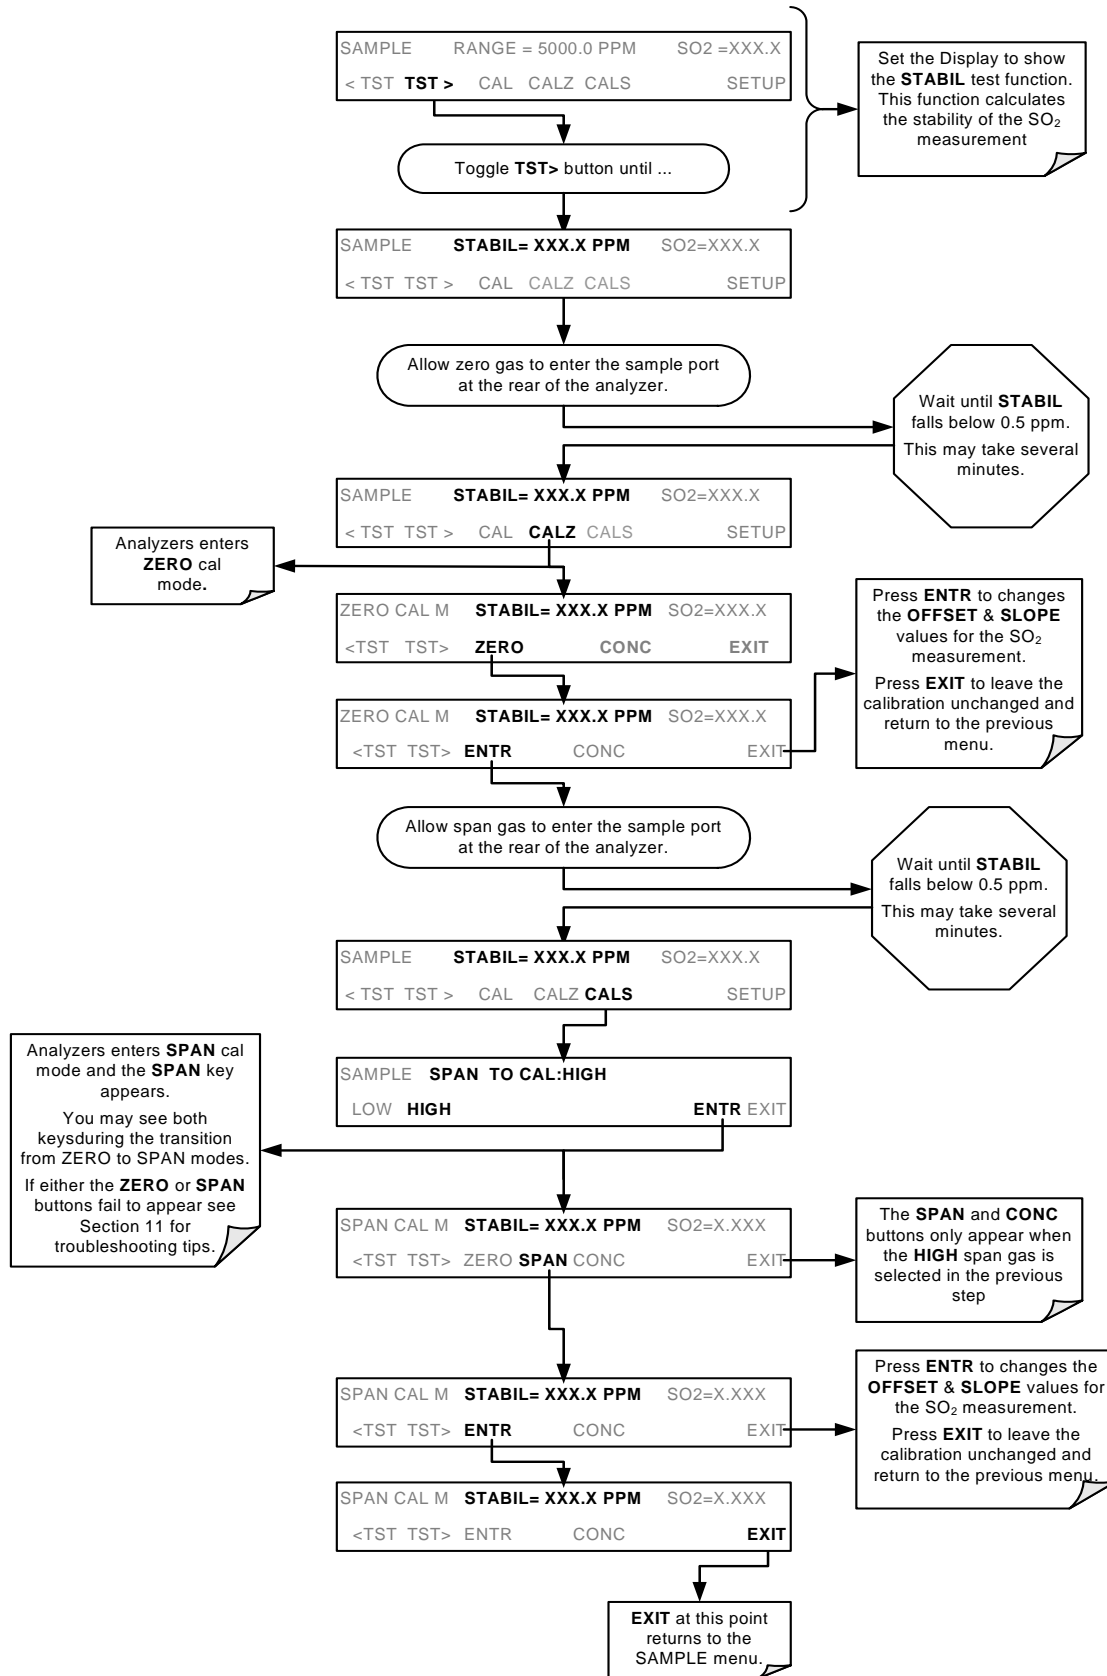 SAMPLE RANGE = 5000.0 PPM SO2 =XXX.X
< TST TST > CAL CALZ CALS SETUP
Set the Display to show
the STABIL test function.
This function calculates
the stability of the SO2
measurement
Toggle TST> button until ...
SAMPLE STABIL= XXX.X PPM SO2=XXX.X
< TST TST > CAL CALZ CALS SETUP
Allow zero gas to enter the sample port
at the rear of the analyzer.
Wait until STABIL
falls below 0.5 ppm.
This may take several
minutes.
SAMPLE STABIL= XXX.X PPM SO2=XXX.X
< TST TST > CAL CALZ CALS SETUP
Analyzers enters
ZERO cal
mode.
ZERO CAL M STABIL= XXX.X PPM SO2=XXX.X
<TST TST> ZERO CONC EXIT
Press ENTR to changes
the OFFSET & SLOPE
values for the SO2
measurement.
Press EXIT to leave the
calibration unchanged and
return to the previous
menu.
ZERO CAL M STABIL= XXX.X PPM SO2=XXX.X
<TST TST> ENTR CONC EXIT
Allow span gas to enter the sample port
at the rear of the analyzer.
Wait until STABIL
falls below 0.5 ppm.
This may take several
minutes.
SAMPLE STABIL= XXX.X PPM SO2=XXX.X
< TST TST > CAL CALZ CALS SETUP
SAMPLE SPAN TO CAL:HIGH
LOW HIGH ENTR EXIT
Analyzers enters SPAN cal
mode and the SPAN key
appears.
You may see both
keysduring the transition
from ZERO to SPAN modes.
If either the ZERO or SPAN
buttons fail to appear see
Section 11 for
troubleshooting tips.
SPAN CAL M STABIL= XXX.X PPM SO2=X.XXX
<TST TST> ZERO SPAN CONC EXIT
The SPAN and CONC
buttons only appear when
the HIGH span gas is
selected in the previous
step
SPAN CAL M STABIL= XXX.X PPM SO2=X.XXX
<TST TST> ENTR CONC EXIT
Press ENTR to changes the
OFFSET & SLOPE values for
the SO2 measurement.
Press EXIT to leave the
calibration unchanged and
return to the previous menu.
SPAN CAL M STABIL= XXX.X PPM SO2=X.XXX
<TST TST> ENTR CONC EXIT
EXIT at this point
returns to the
SAMPLE menu.